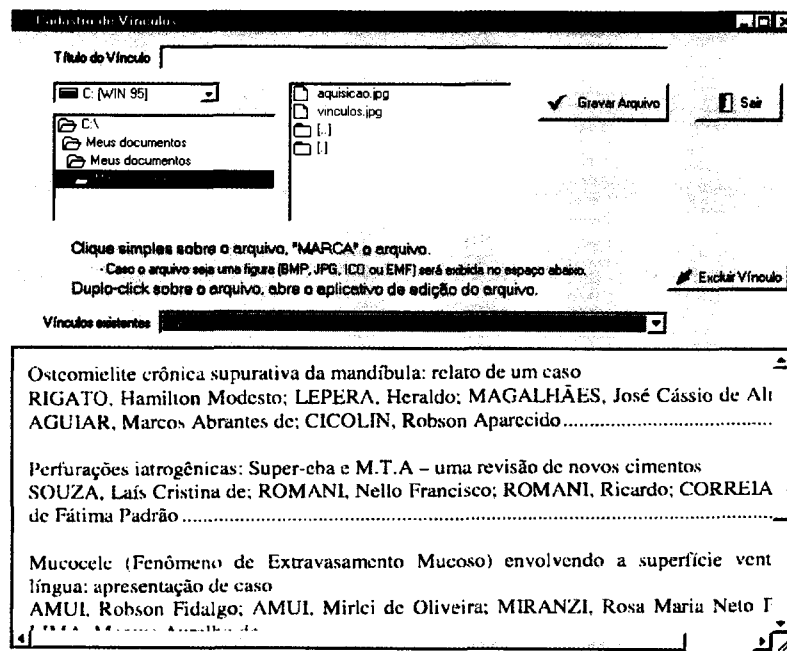 Cadastro de Vínculos
Título do Vínculo
C: [WIN 95]
aquisicao.jpg
vinculos.jpg
[..]
[.]
Gravar Arquivo
Sair
C:\
Meus documentos
Meus documentos
Clique simples sobre o arquivo, "MARCA" o arquivo.
- Caso o arquivo seja uma figura (BMP, JPG, ICO ou EMF) será exibida no espaço abaixo.
Duplo-click sobre o arquivo, abre o aplicativo de edição do arquivo.
Excluir Vínculo
Vínculos existentes
Osteomielite crônica supurativa da mandíbula: relato de um caso
RIGATO, Hamilton Modesto; LEPERA, Heraldo; MAGALHÃES, José Cássio de
AGUIAR, Marcos Abrantes de; CICOLIN, Robson Aparecido
Perfurações iatrogênicas: Super-eba e M.T.A – uma revisão de novos cimentos
SOUZA, Laís Cristina de; ROMANI, Nello Francisco; ROMANI, Ricardo; CORREIA
de Fátima Padrão
Mucocele (Fenômeno de Extravasamento Mucoso) envolvendo a superfície vent
língua: apresentação de caso
AMUI, Robson Fidalgo; AMUI, Mirlei de Oliveira; MIRANZI, Rosa Maria Neto